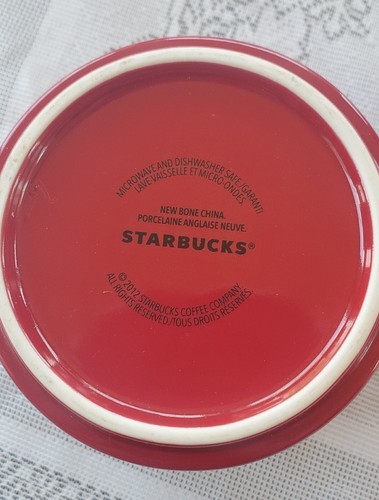 MICROWAVE AND DISHWASHER SAFE./GARANTI
LAVE-VAISSELLE ET MICRO-ONDES
NEW BONE CHINA.
PORCELAINE ANGLAISE NEUVE.
STARBUCKS®
© 2012 STARBUCKS COFFEE COMPANY.
ALL RIGHTS RESERVED./TOUS DROITS RÉSERVÉS